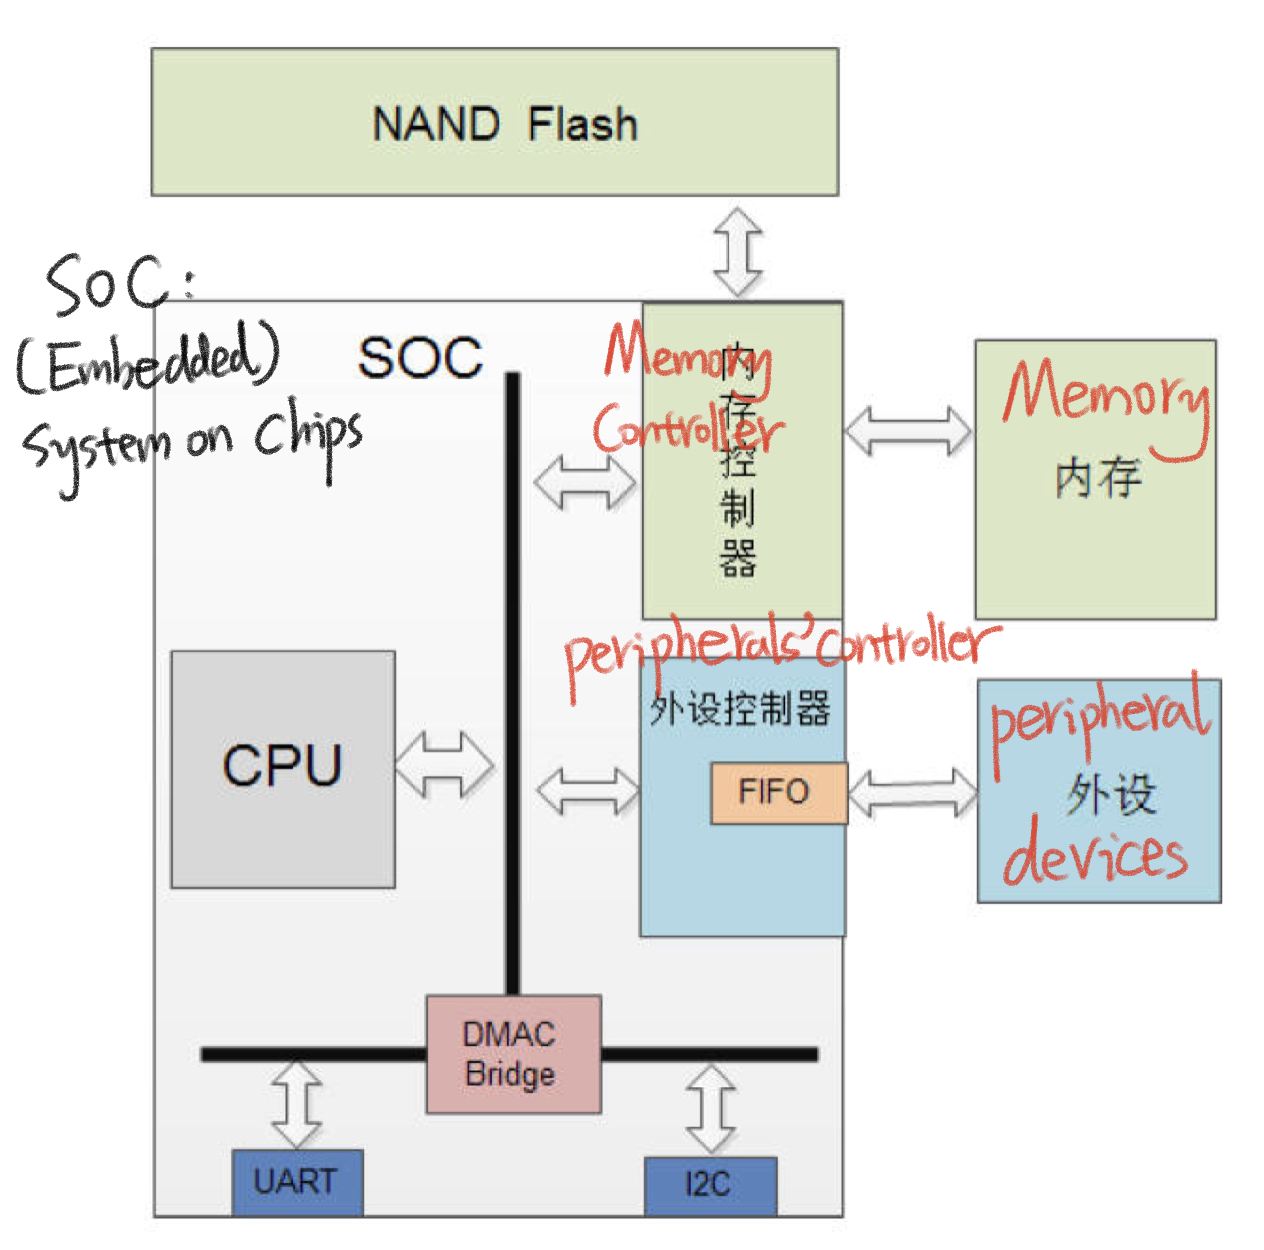 NAND Flash
SoC:
(Embedded)
System on Chips
SOC
Memory
Controller
内存控制器
Memory
内存
peripherals' controller
外设控制器
FIFO
peripheral
外设
devices
CPU
DMAC
Bridge
UART
I2C